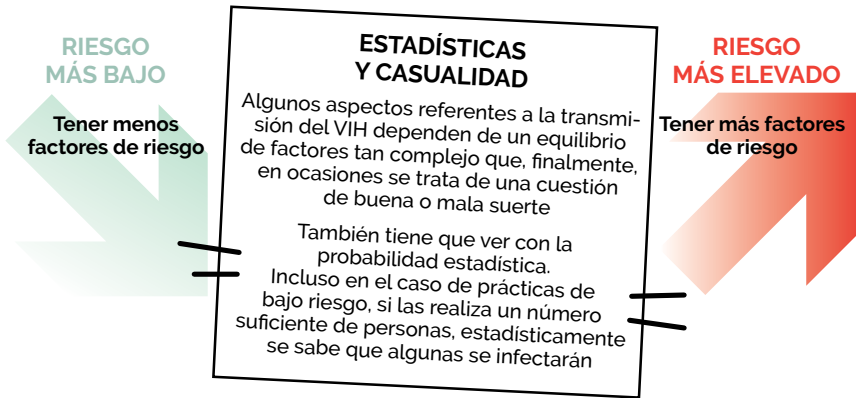 RIESGO
MÁS BAJO
Tener menos
factores de riesgo
ESTADÍSTICAS
Y CASUALIDAD
Algunos aspectos referentes a la transmi-
sión del VIH dependen de un equilibrio
de factores tan complejo que, finalmente,
en ocasiones se trata de una cuestión
de buena o mala suerte
También tiene que ver con la
probabilidad estadística.
Incluso en el caso de prácticas de
bajo riesgo, si las realiza un número
suficiente de personas, estadísticamente
se sabe que algunas se infectarán
RIESGO
MÁS ELEVADO
Tener más factores
de riesgo